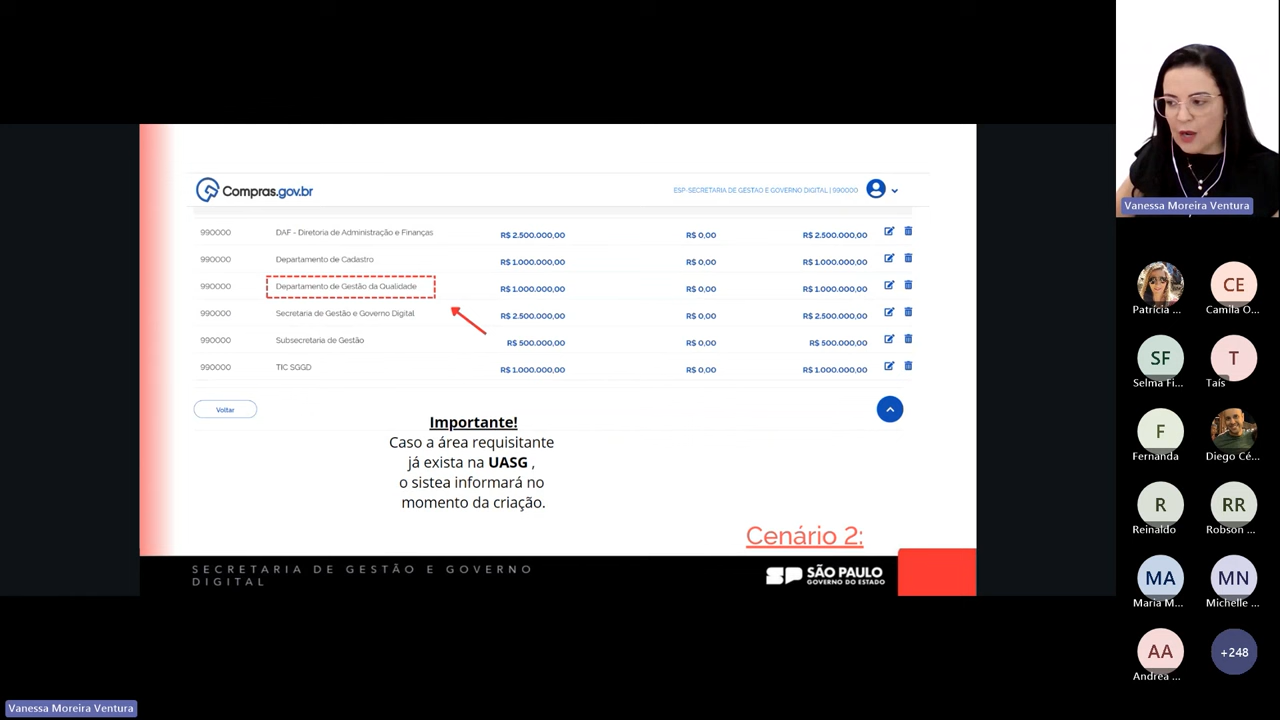 Compras.gov.br
ESP-SECRETARIA DE GESTÃO E GOVERNO DIGITAL | 990000
990000 DAF - Diretoria de Administração e Finanças R$ 2.500.000,00 R$ 0,00 R$ 2.500.000,00
990000 Departamento de Cadastro R$ 1.000.000,00 R$ 0,00 R$ 1.000.000,00
990000 Departamento de Gestão da Qualidade R$ 1.000.000,00 R$ 0,00 R$ 1.000.000,00
990000 Secretaria de Gestão e Governo Digital R$ 2.500.000,00 R$ 0,00 R$ 2.500.000,00
990000 Subsecretaria de Gestão R$ 500.000,00 R$ 0,00 R$ 500.000,00
990000 TIC SGGD R$ 1.000.000,00 R$ 0,00 R$ 1.000.000,00
Voltar
Importante!
Caso a área requisitante
já exista na UASG ,
o sistea informará no
momento da criação.
Cenário 2:
SECRETARIA DE GESTÃO E GOVERNO
DIGITAL
SP SÃO PAULO
GOVERNO DO ESTADO
Vanessa Moreira Ventura
CE
Patrícia ... Camila O...
SF T
Selma Fi... Taís
F
Fernanda Diego Cé...
R RR
Reinaldo Robson ...
MA MN
Maria M... Michelle ...
AA +248
Andrea ...
Vanessa Moreira Ventura